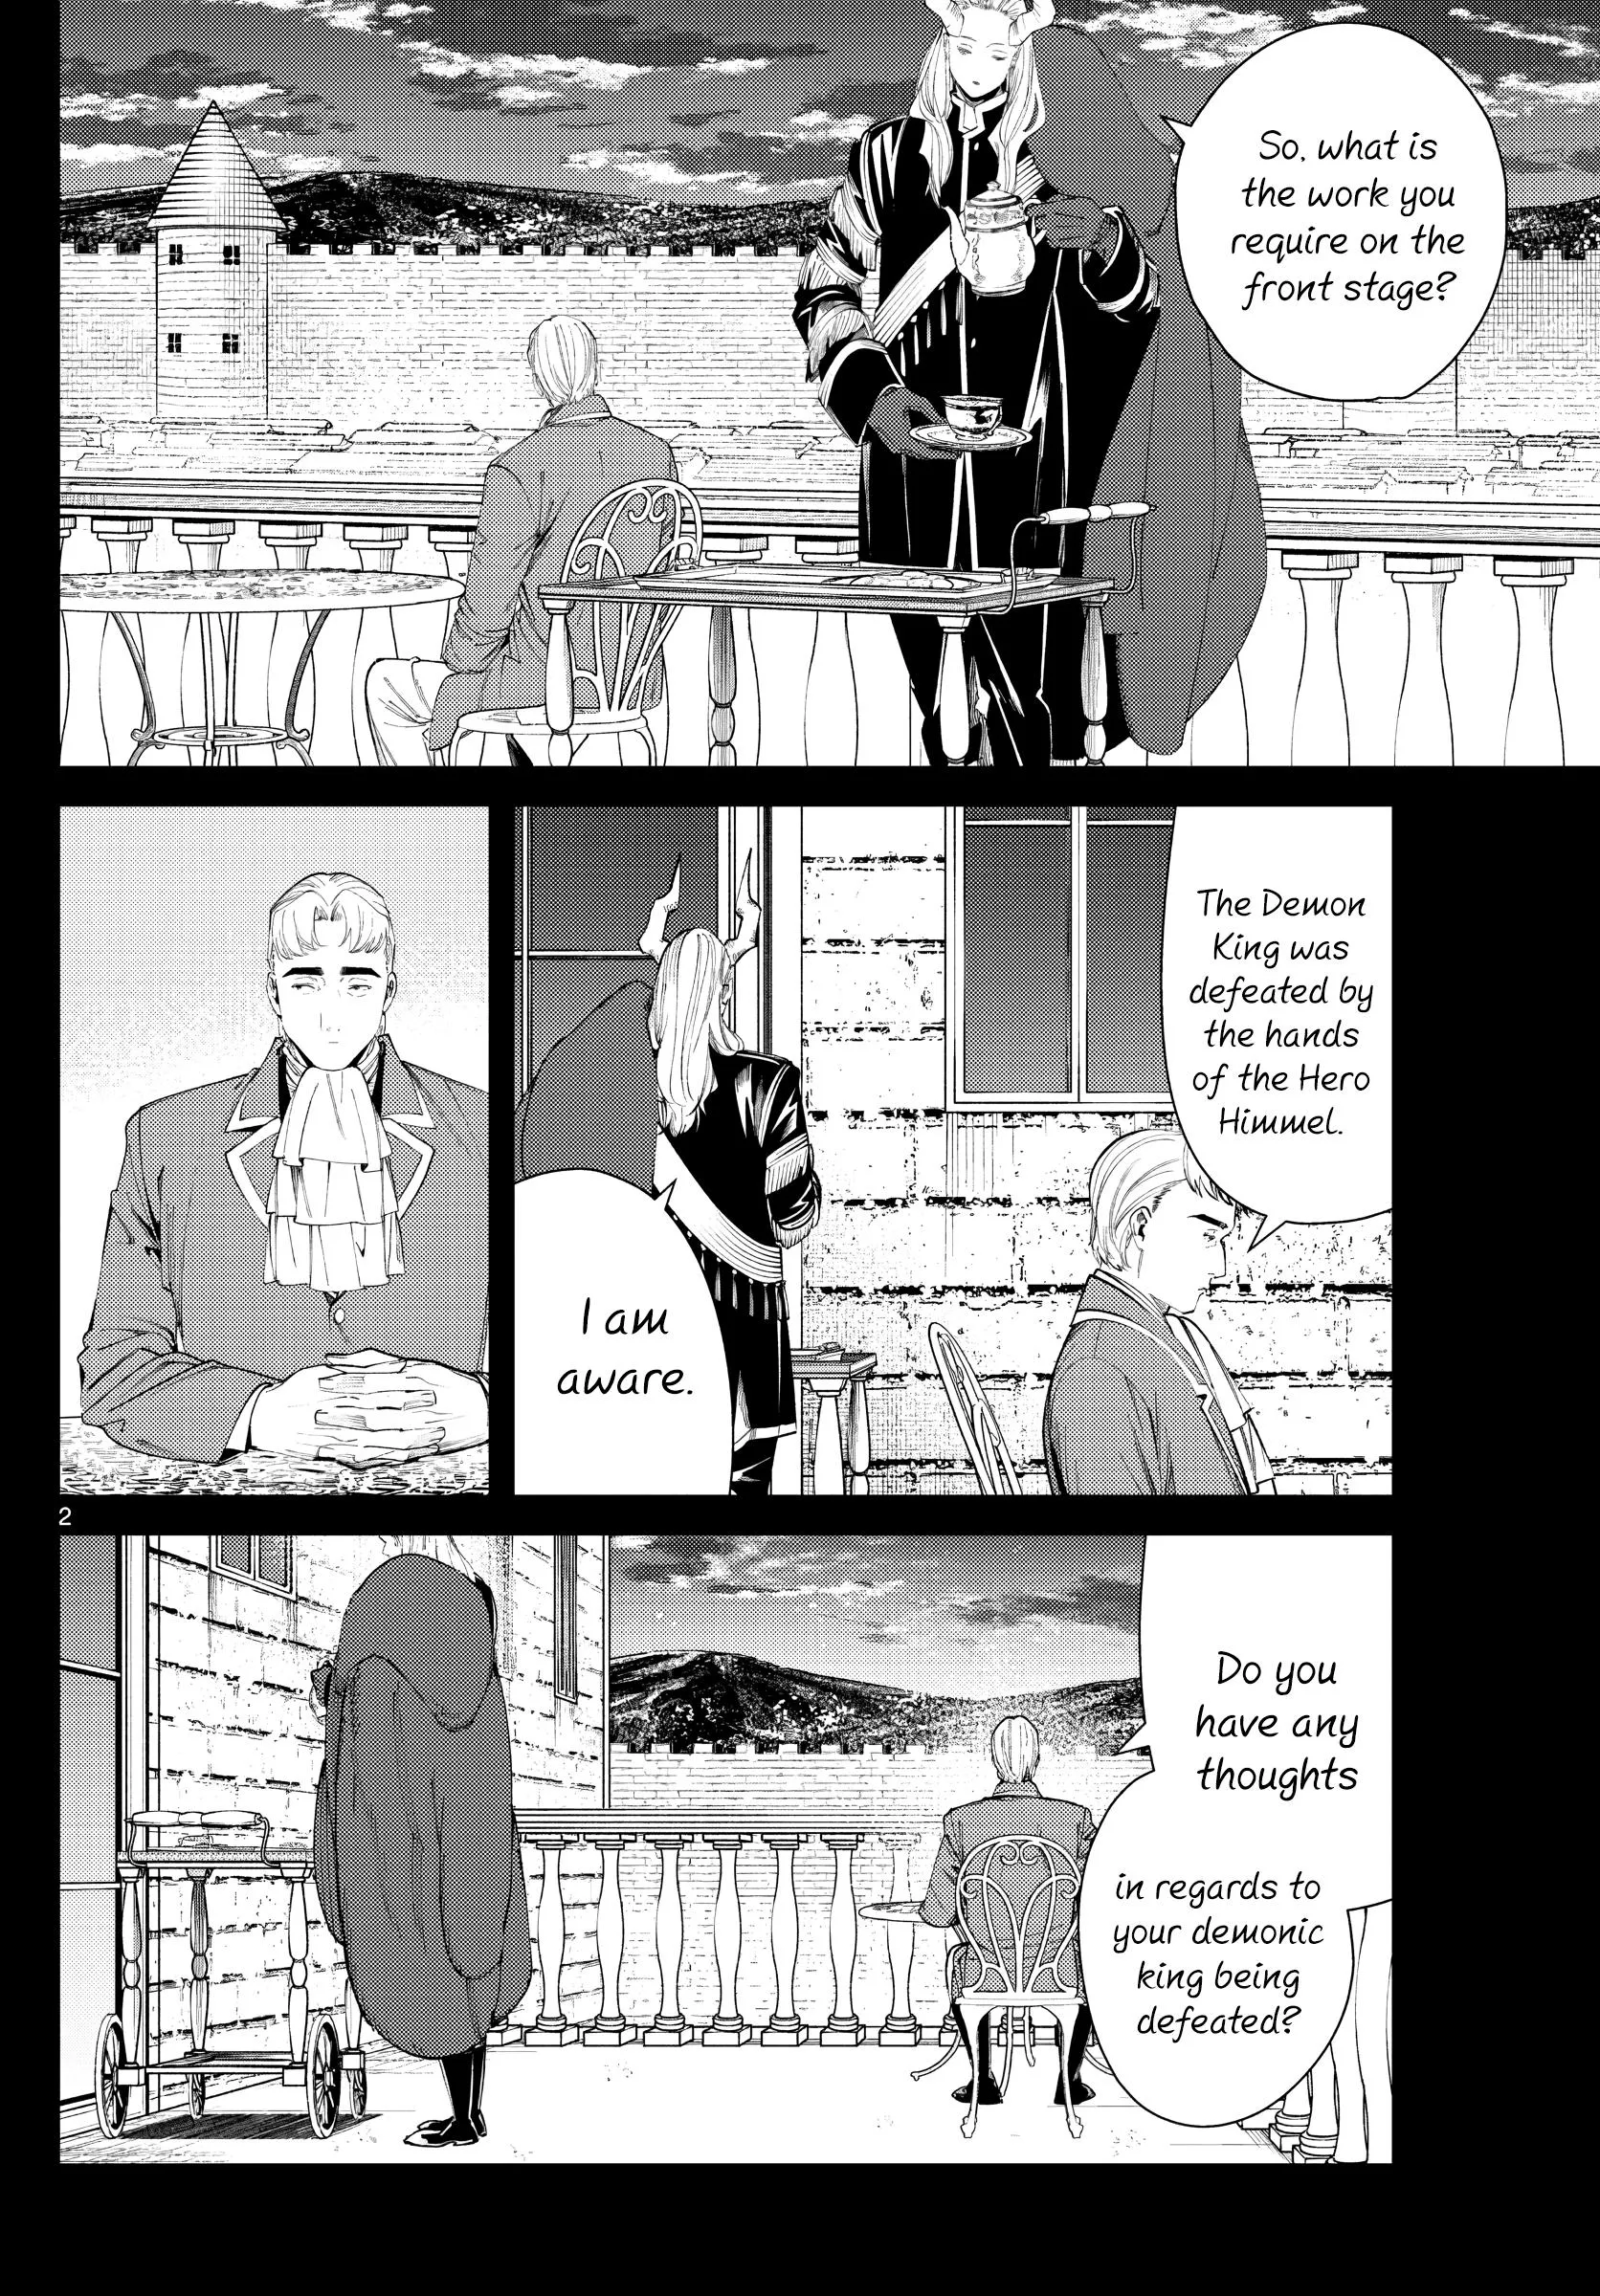 So, what is
the work you
require on the
front stage?
The Demon
King was
defeated by
the hands
of the Hero
Himmel.
I am
aware.
2
Do you
have any
thoughts
in regards to
your demonic
king being
defeated?